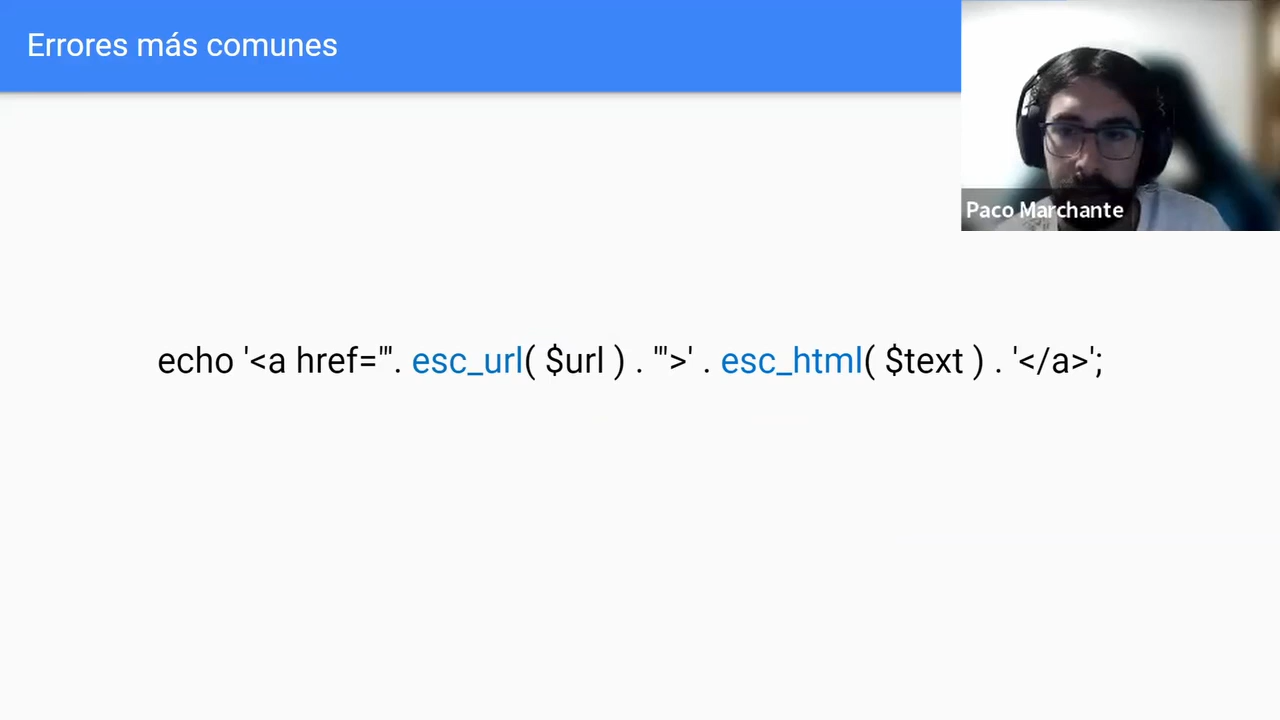 Errores más comunes
Paco Marchante
echo '<a href="'. esc_url( $url ) . '">' . esc_html( $text ) . '</a>';